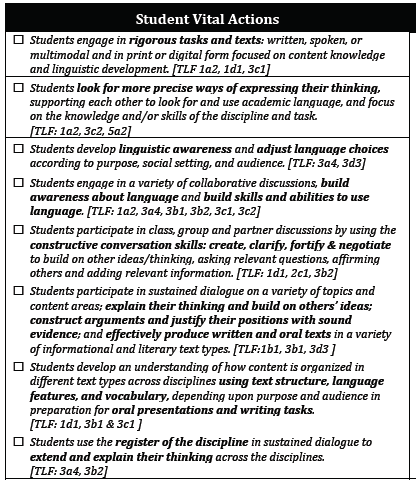 Student Vital Actions
☐ Students engage in rigorous tasks and texts: written, spoken, or
multimodal and in print or digital form focused on content knowledge
and linguistic development. [TLF 1a2, 1d1, 3c1]
☐ Students look for more precise ways of expressing their thinking,
supporting each other to look for and use academic language, and focus
on the knowledge and/or skills of the discipline and task.
[TLF: 1a2, 3c2, 5a2]
☐ Students develop linguistic awareness and adjust language choices
according to purpose, social setting, and audience. [TLF: 3a4, 3d3]
☐ Students engage in a variety of collaborative discussions, build
awareness about language and build skills and abilities to use
language. [TLF: 1a2, 3a4, 3b1, 3b2, 3c1, 3c2]
☐ Students participate in class, group and partner discussions by using the
constructive conversation skills: create, clarify, fortify & negotiate
to build on other ideas/thinking, asking relevant questions, affirming
others and adding relevant information. [TLF: 1d1, 2c1, 3b2]
☐ Students participate in sustained dialogue on a variety of topics and
content areas; explain their thinking and build on others' ideas;
construct arguments and justify their positions with sound
evidence; and effectively produce written and oral texts in a variety
of informational and literary text types. [TLF:1b1, 3b1, 3d3 ]
☐ Students develop an understanding of how content is organized in
different text types across disciplines using text structure, language
features, and vocabulary, depending upon purpose and audience in
preparation for oral presentations and writing tasks.
[TLF: 1d1, 3b1 & 3c1 ]
☐ Students use the register of the discipline in sustained dialogue to
extend and explain their thinking across the disciplines.
[TLF: 3a4, 3b2]